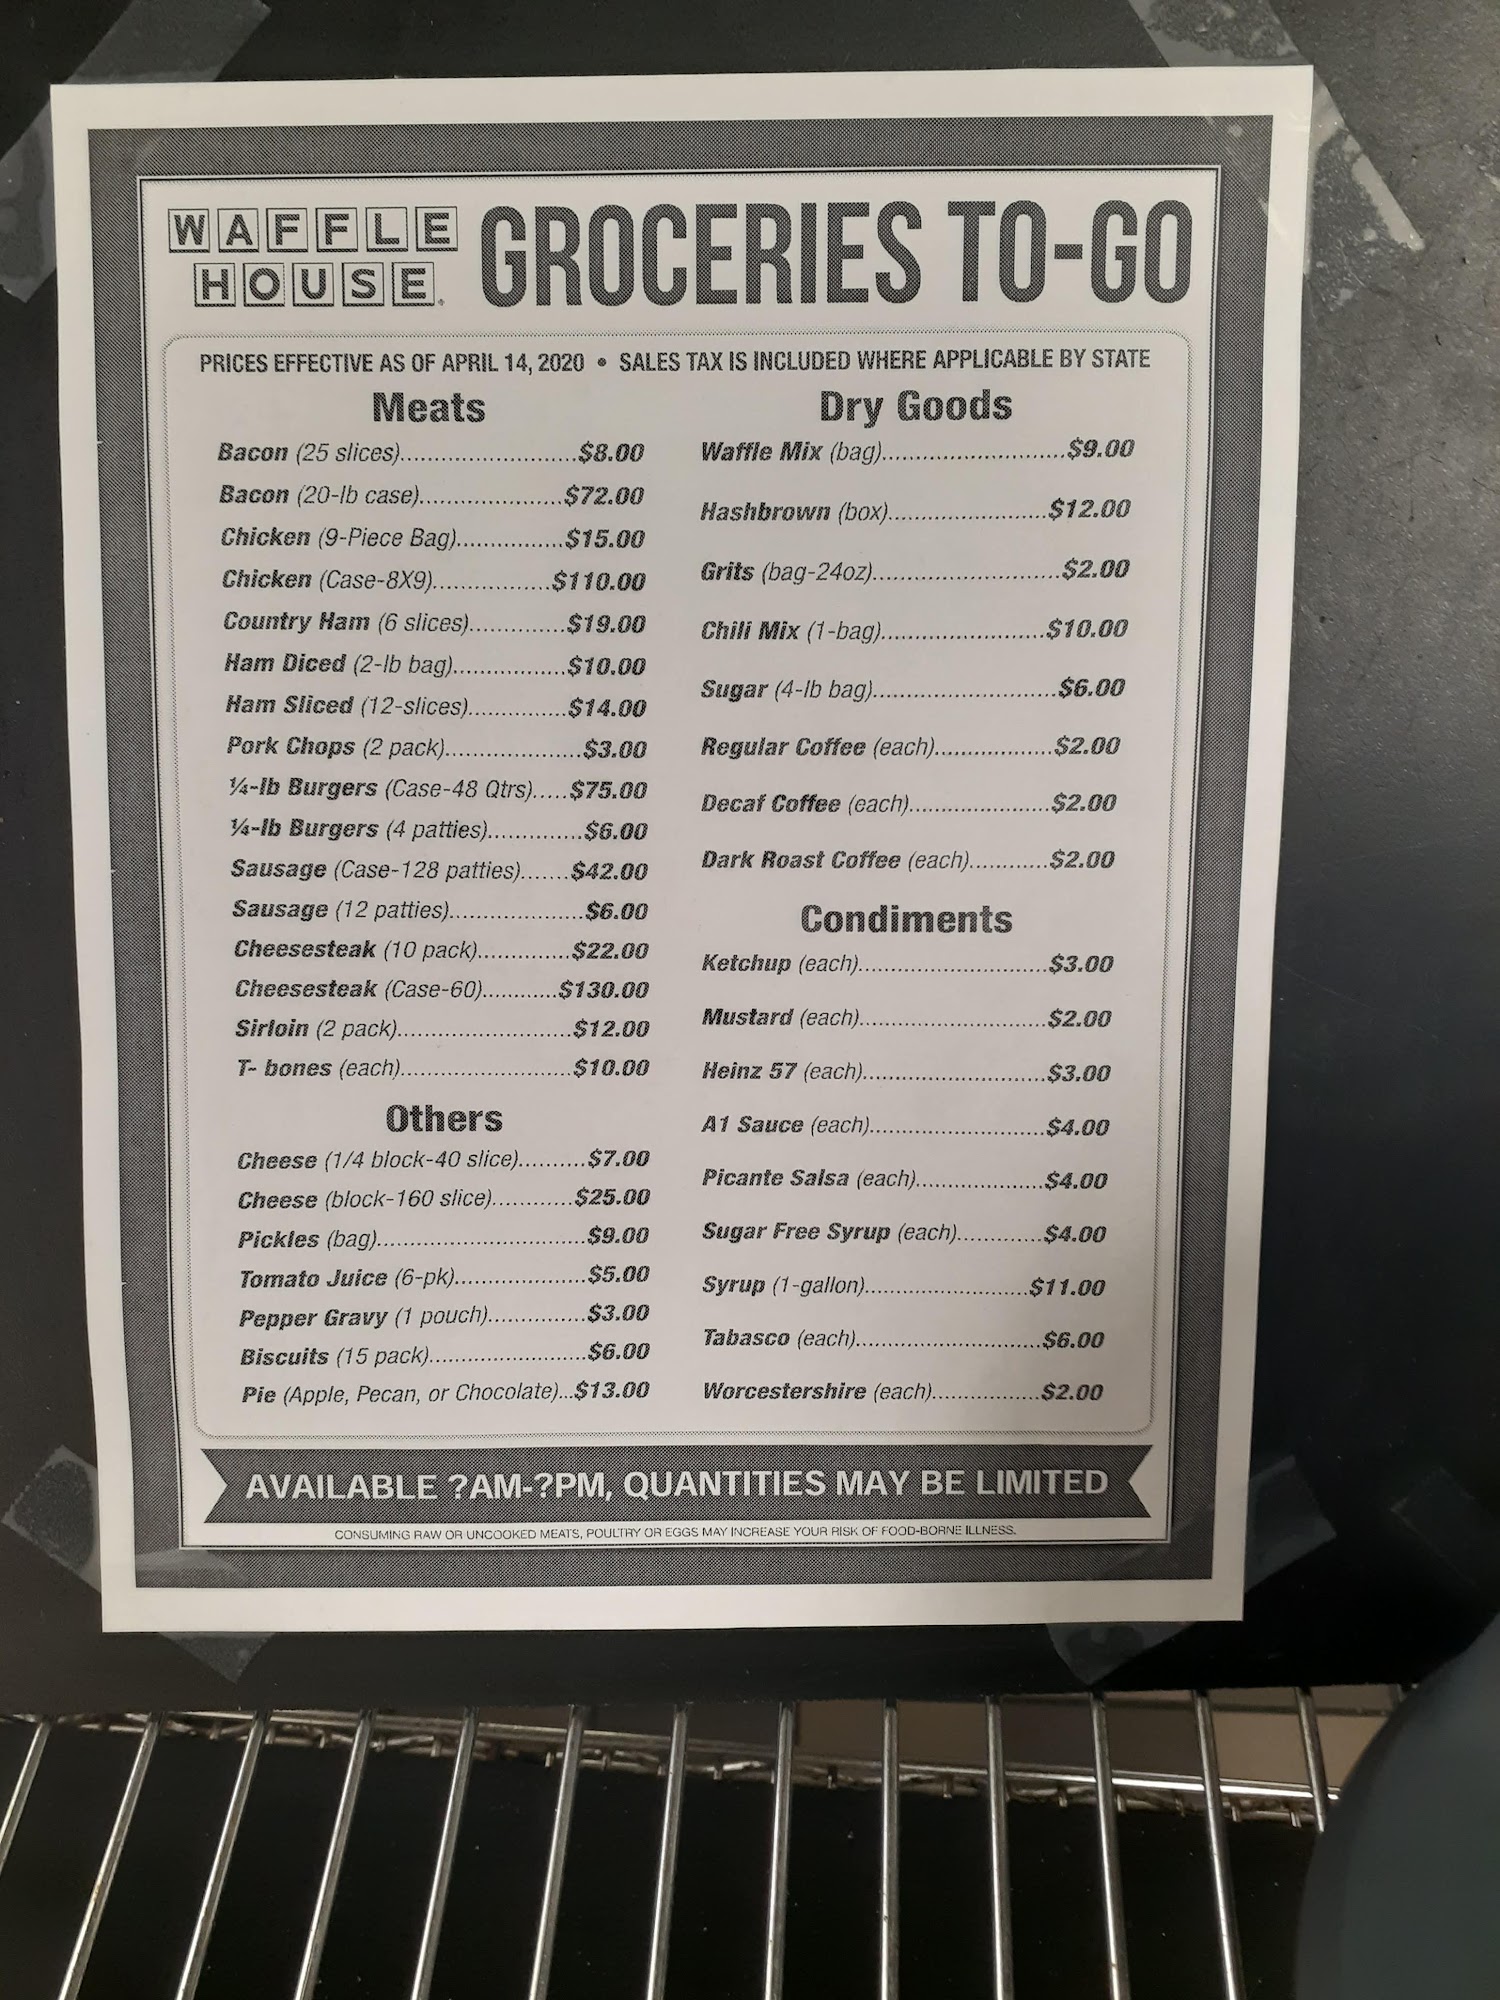 WAFFLE HOUSE® GROCERIES TO-GO
PRICES EFFECTIVE AS OF APRIL 14, 2020 • SALES TAX IS INCLUDED WHERE APPLICABLE BY STATE
Meats
Bacon (25 slices)..........................$8.00
Bacon (20-lb case).....................$72.00
Chicken (9-Piece Bag)................$15.00
Chicken (Case-8X9).................$110.00
Country Ham (6 slices)..............$19.00
Ham Diced (2-lb bag).................$10.00
Ham Sliced (12-slices)...............$14.00
Pork Chops (2 pack).....................$3.00
¼-lb Burgers (Case-48 Qtrs).....$75.00
¼-lb Burgers (4 patties)..............$6.00
Sausage (Case-128 patties).......$42.00
Sausage (12 patties)....................$6.00
Cheesesteak (10 pack)..............$22.00
Cheesesteak (Case-60)...........$130.00
Sirloin (2 pack)..........................$12.00
T- bones (each)..........................$10.00
Others
Cheese (1/4 block-40 slice)..........$7.00
Cheese (block-160 slice)............$25.00
Pickles (bag)................................$9.00
Tomato Juice (6-pk)....................$5.00
Pepper Gravy (1 pouch)...............$3.00
Biscuits (15 pack)........................$6.00
Pie (Apple, Pecan, or Chocolate)...$13.00
Dry Goods
Waffle Mix (bag)............................$9.00
Hashbrown (box)........................$12.00
Grits (bag-24oz)............................$2.00
Chili Mix (1-bag).........................$10.00
Sugar (4-lb bag)............................$6.00
Regular Coffee (each)..................$2.00
Decaf Coffee (each)......................$2.00
Dark Roast Coffee (each)............$2.00
Condiments
Ketchup (each).............................$3.00
Mustard (each).............................$2.00
Heinz 57 (each)............................$3.00
A1 Sauce (each)...........................$4.00
Picante Salsa (each)....................$4.00
Sugar Free Syrup (each).............$4.00
Syrup (1-gallon).........................$11.00
Tabasco (each).............................$6.00
Worcestershire (each).................$2.00
AVAILABLE ?AM-?PM, QUANTITIES MAY BE LIMITED
CONSUMING RAW OR UNCOOKED MEATS, POULTRY OR EGGS MAY INCREASE YOUR RISK OF FOOD-BORNE ILLNESS.